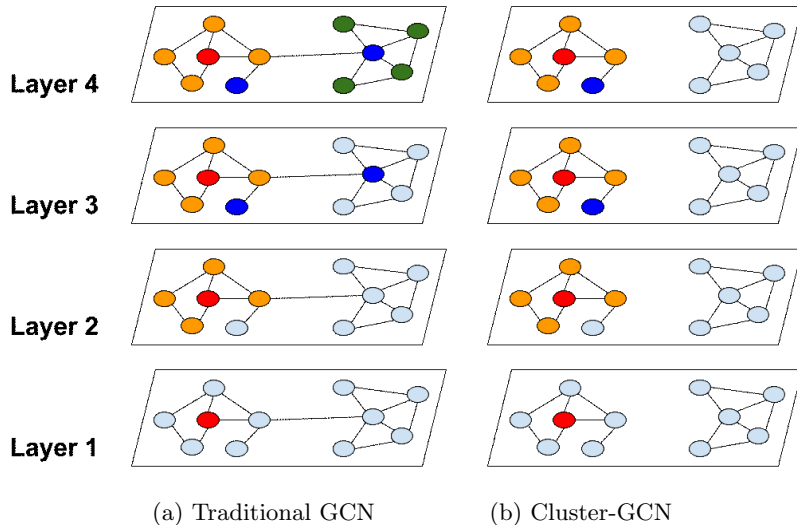 Layer 4
Layer 3
Layer 2
Layer 1
(a) Traditional GCN
(b) Cluster-GCN